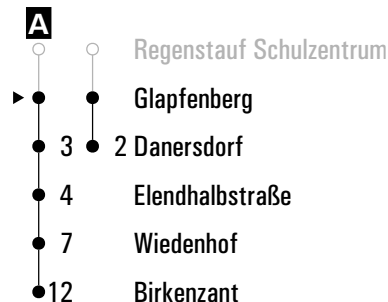 A
Regenstauf Schulzentrum
Glapfenberg
3 2 Danersdorf
4 Elendhalbstraße
7 Wiedenhof
12 Birkenzant